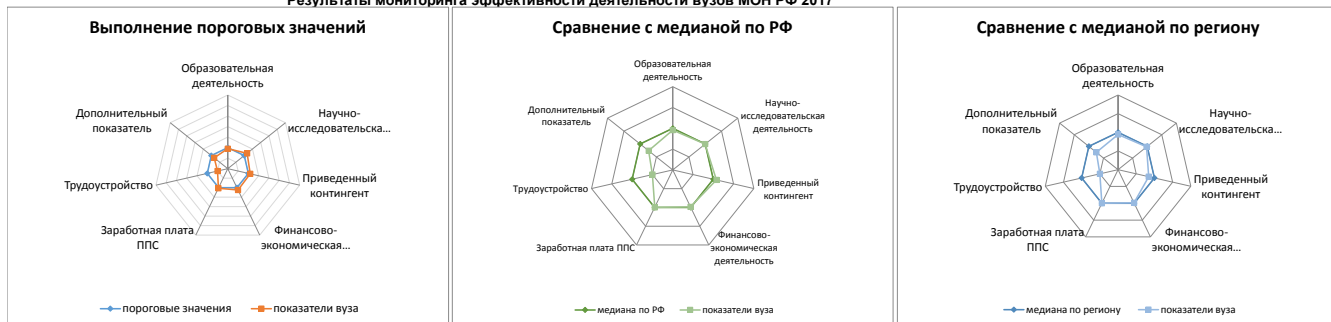 Результаты мониторинга эффективности деятельности вузов МОН РФ 2017
Выполнение пороговых значений
Образовательная
деятельность
Научно-
исследовательска...
Приведенный
контингент
Финансово-
экономическая...
Заработная плата
ППС
Трудоустройство
Дополнительный
показатель
пороговые значения
показатели вуза
Сравнение с медианой по РФ
Образовательная
деятельность
Научно-
исследовательская
деятельность
Приведенный
контингент
Финансово-
экономическая
деятельность
Заработная плата ППС
Трудоустройство
Дополнительный
показатель
медиана по РФ
показатели вуза
Сравнение с медианой по региону
Образовательная
деятельность
Научно-
исследовательска...
Приведенный
контингент
Финансово-
экономическая...
Заработная плата
ППС
Трудоустройство
Дополнительный
показатель
медиана по региону
показатели вуза